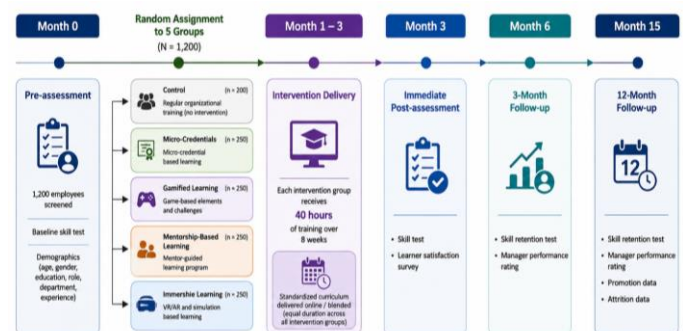 Month 0
Random Assignment
to 5 Groups
(N = 1,200)
Month 1 – 3
Month 3
Month 6
Month 15
Pre-assessment
1,200 employees
screened
Baseline skill test
Demographics
(age, gender,
education, role,
department,
experience)
Control (n = 200)
Regular organizational
training (no intervention)
Micro-Credentials (n = 250)
Micro-credential
based learning
Gamified Learning (n = 250)
Game-based elements
and challenges
Mentorship-Based (n = 250)
Learning
Mentor-guided
learning program
Immershie Learning (n = 250)
VR/AR and simulation
based learning
Intervention Delivery
Each intervention group
receives
40 hours
of training over
8 weeks
Standardized curriculum
delivered online / blended
(equal duration across
all intervention groups)
Immediate
Post-assessment
• Skill test
• Learner satisfaction
survey
3-Month
Follow-up
• Skill retention test
• Manager performance
rating
12-Month
Follow-up
12
• Skill retention test
• Manager performance
rating
• Promotion data
• Attrition data